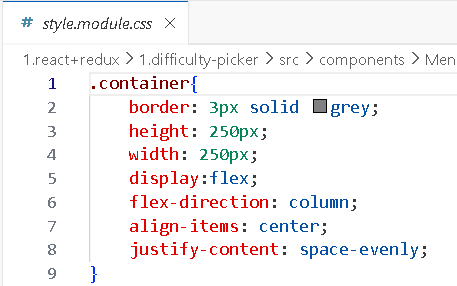 # style.module.css ×
1.react+redux > 1.difficulty-picker > src > components > Men
1 .container{
2 border: 3px solid grey;
3 height: 250px;
4 width: 250px;
5 display:flex;
6 flex-direction: column;
7 align-items: center;
8 justify-content: space-evenly;
9 }